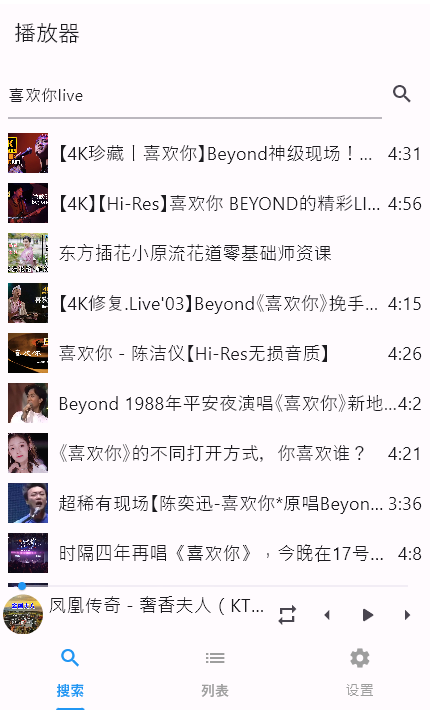 播放器
喜欢你live
【4K珍藏丨喜欢你】Beyond神级现场！... 4:31
【4K】【Hi-Res】喜欢你 BEYOND的精彩LI... 4:56
东方插花小原流花道零基础师资课
【4K修复.Live'03】Beyond《喜欢你》挽手... 4:15
喜欢你 - 陈洁仪【Hi-Res无损音质】 4:26
Beyond 1988年平安夜演唱《喜欢你》新地... 4:2
《喜欢你》的不同打开方式，你喜欢谁？ 4:21
超稀有现场【陈奕迅-喜欢你*原唱Beyon... 3:36
时隔四年再唱《喜欢你》，今晚在17号... 4:8
凤凰传奇 - 奢香夫人（KT...
搜索
列表
设置